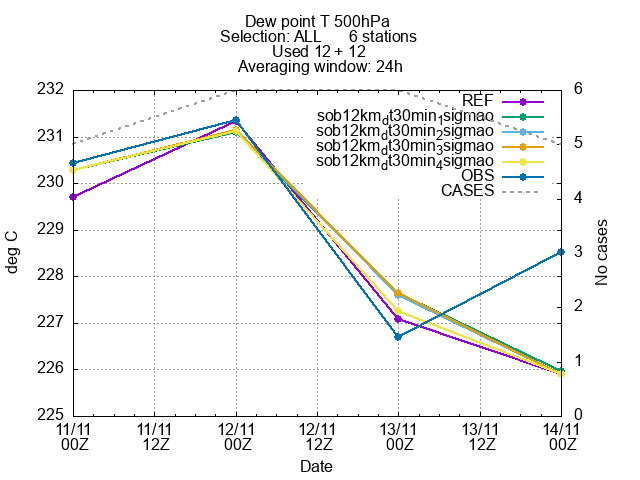 Dew point T 500hPa
Selection: ALL 6 stations
Used 12 + 12
Averaging window: 24h
232
231
230
229
228
227
226
225
deg C
6
5
4
3
2
1
0
No cases
REF
sob12km_dt30min_1sigmao
sob12km_dt30min_2sigmao
sob12km_dt30min_3sigmao
sob12km_dt30min_4sigmao
OBS
CASES
11/11 11/11 12/11 12/11 13/11 13/11 14/11
00Z 12Z 00Z 12Z 00Z 12Z 00Z
Date